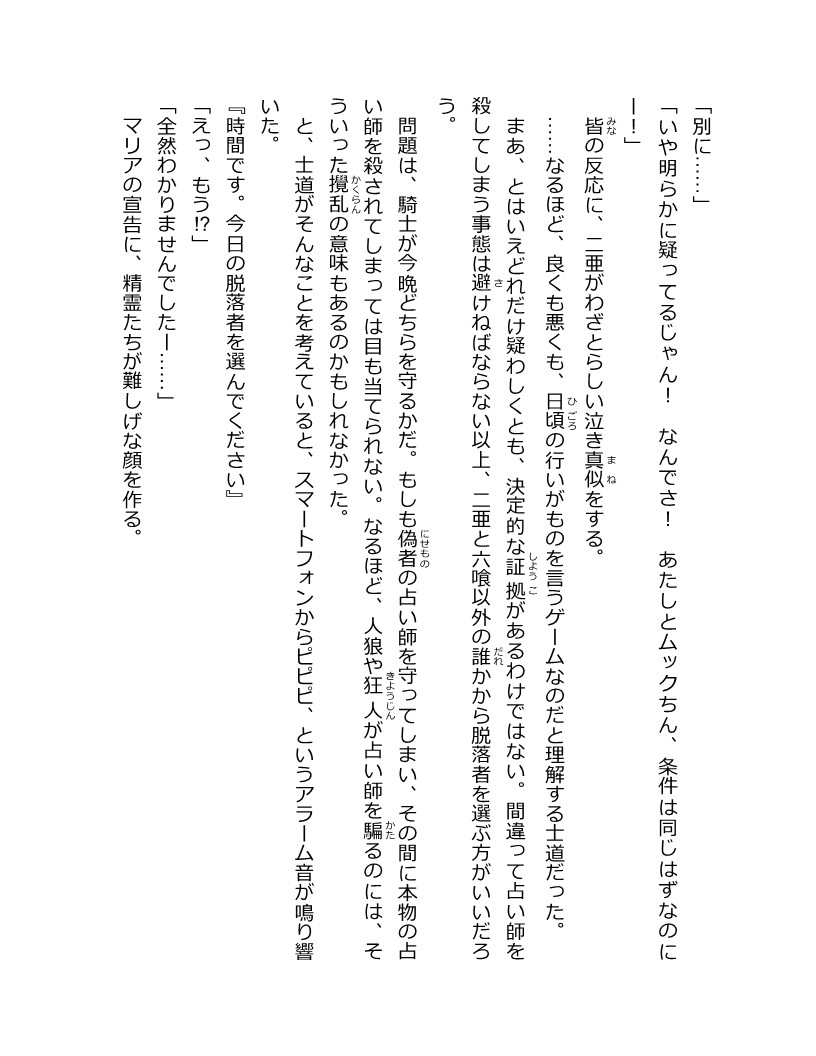 「別に……」
「いや明らかに疑ってるじゃん！　なんでさ！　あたしとムックちん、条件は同じはずなのに
ー！」
皆の反応に、二亜がわざとらしい泣き真似をする。
……なるほど、良くも悪くも、日頃の行いがものを言うゲームなのだと理解する士道だった。
まあ、とはいえどれだけ疑わしくとも、決定的な証拠があるわけではない。間違って占い師を
殺してしまう事態は避けねばならない以上、二亜と六喰以外の誰かから脱落者を選ぶ方がいいだろ
う。
問題は、騎士が今晩どちらを守るかだ。もしも偽者の占い師を守ってしまい、その間に本物の占
い師を殺されてしまっては目も当てられない。なるほど、人狼や狂人が占い師を騙るのには、そ
ういった攪乱の意味もあるのかもしれなかった。
と、士道がそんなことを考えていると、スマートフォンからピピピ、というアラーム音が鳴り響
いた。
『時間です。今日の脱落者を選んでください』
「えっ、もう!?」
「全然わかりませんでしたー……」
マリアの宣告に、精霊たちが難しげな顔を作る。